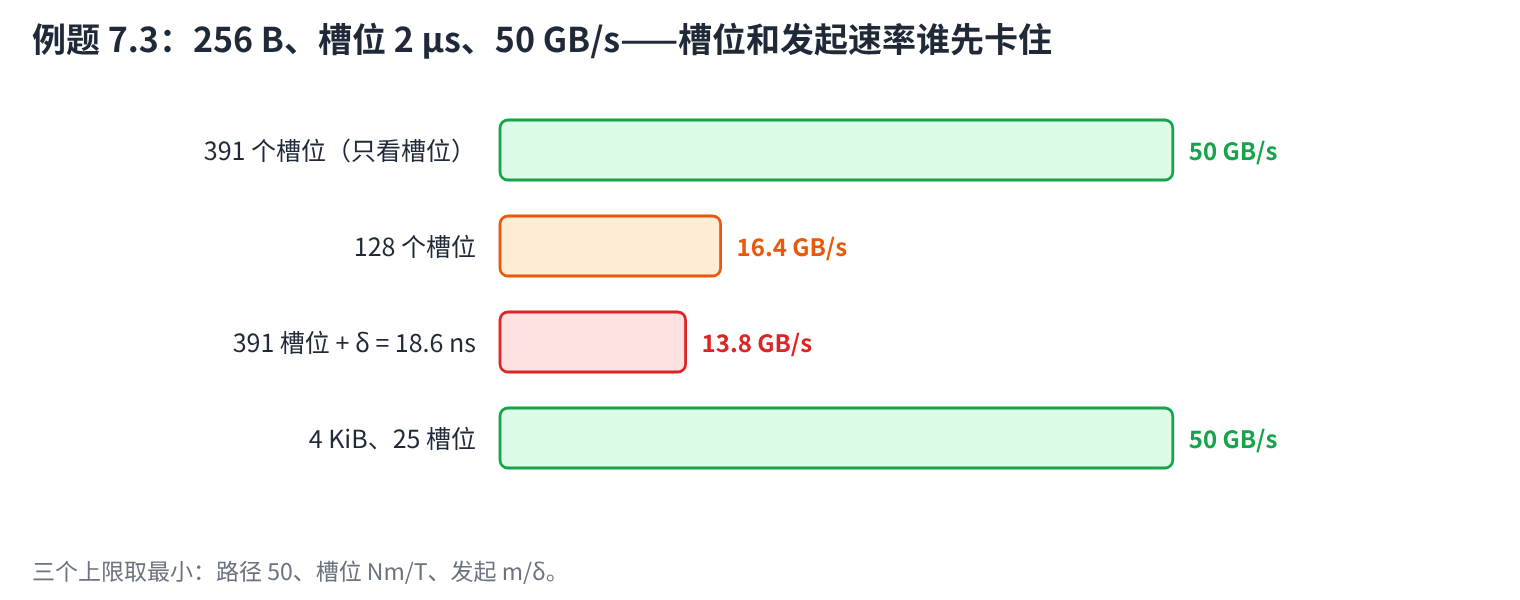 例题 7.3：256 B、槽位 2 μs、50 GB/s——槽位和发起速率谁先卡住
391 个槽位（只看槽位） 50 GB/s
128 个槽位 16.4 GB/s
391 槽位 + δ = 18.6 ns 13.8 GB/s
4 KiB、25 槽位 50 GB/s
三个上限取最小：路径 50、槽位 Nm/T、发起 m/δ。